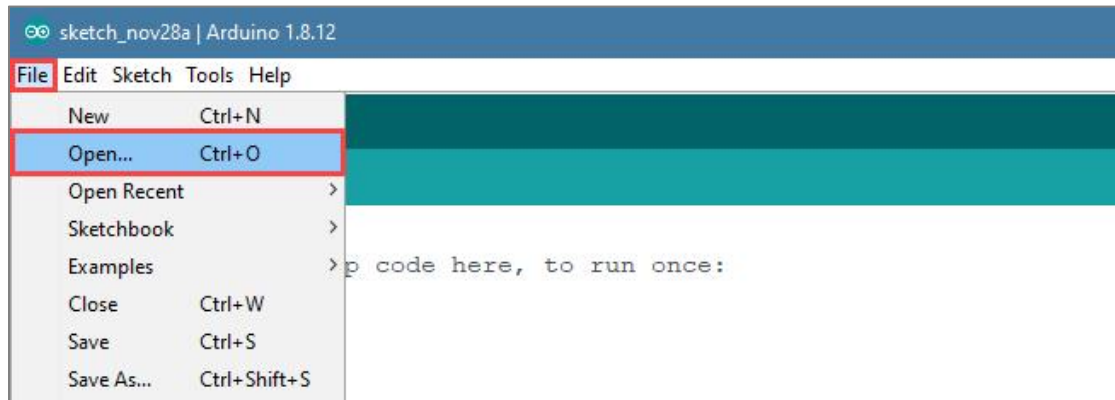 sketch_nov28a | Arduino 1.8.12
File Edit Sketch Tools Help
New Ctrl+N
Open... Ctrl+O
Open Recent >
Sketchbook >
Examples >
p code here, to run once:
Close Ctrl+W
Save Ctrl+S
Save As... Ctrl+Shift+S